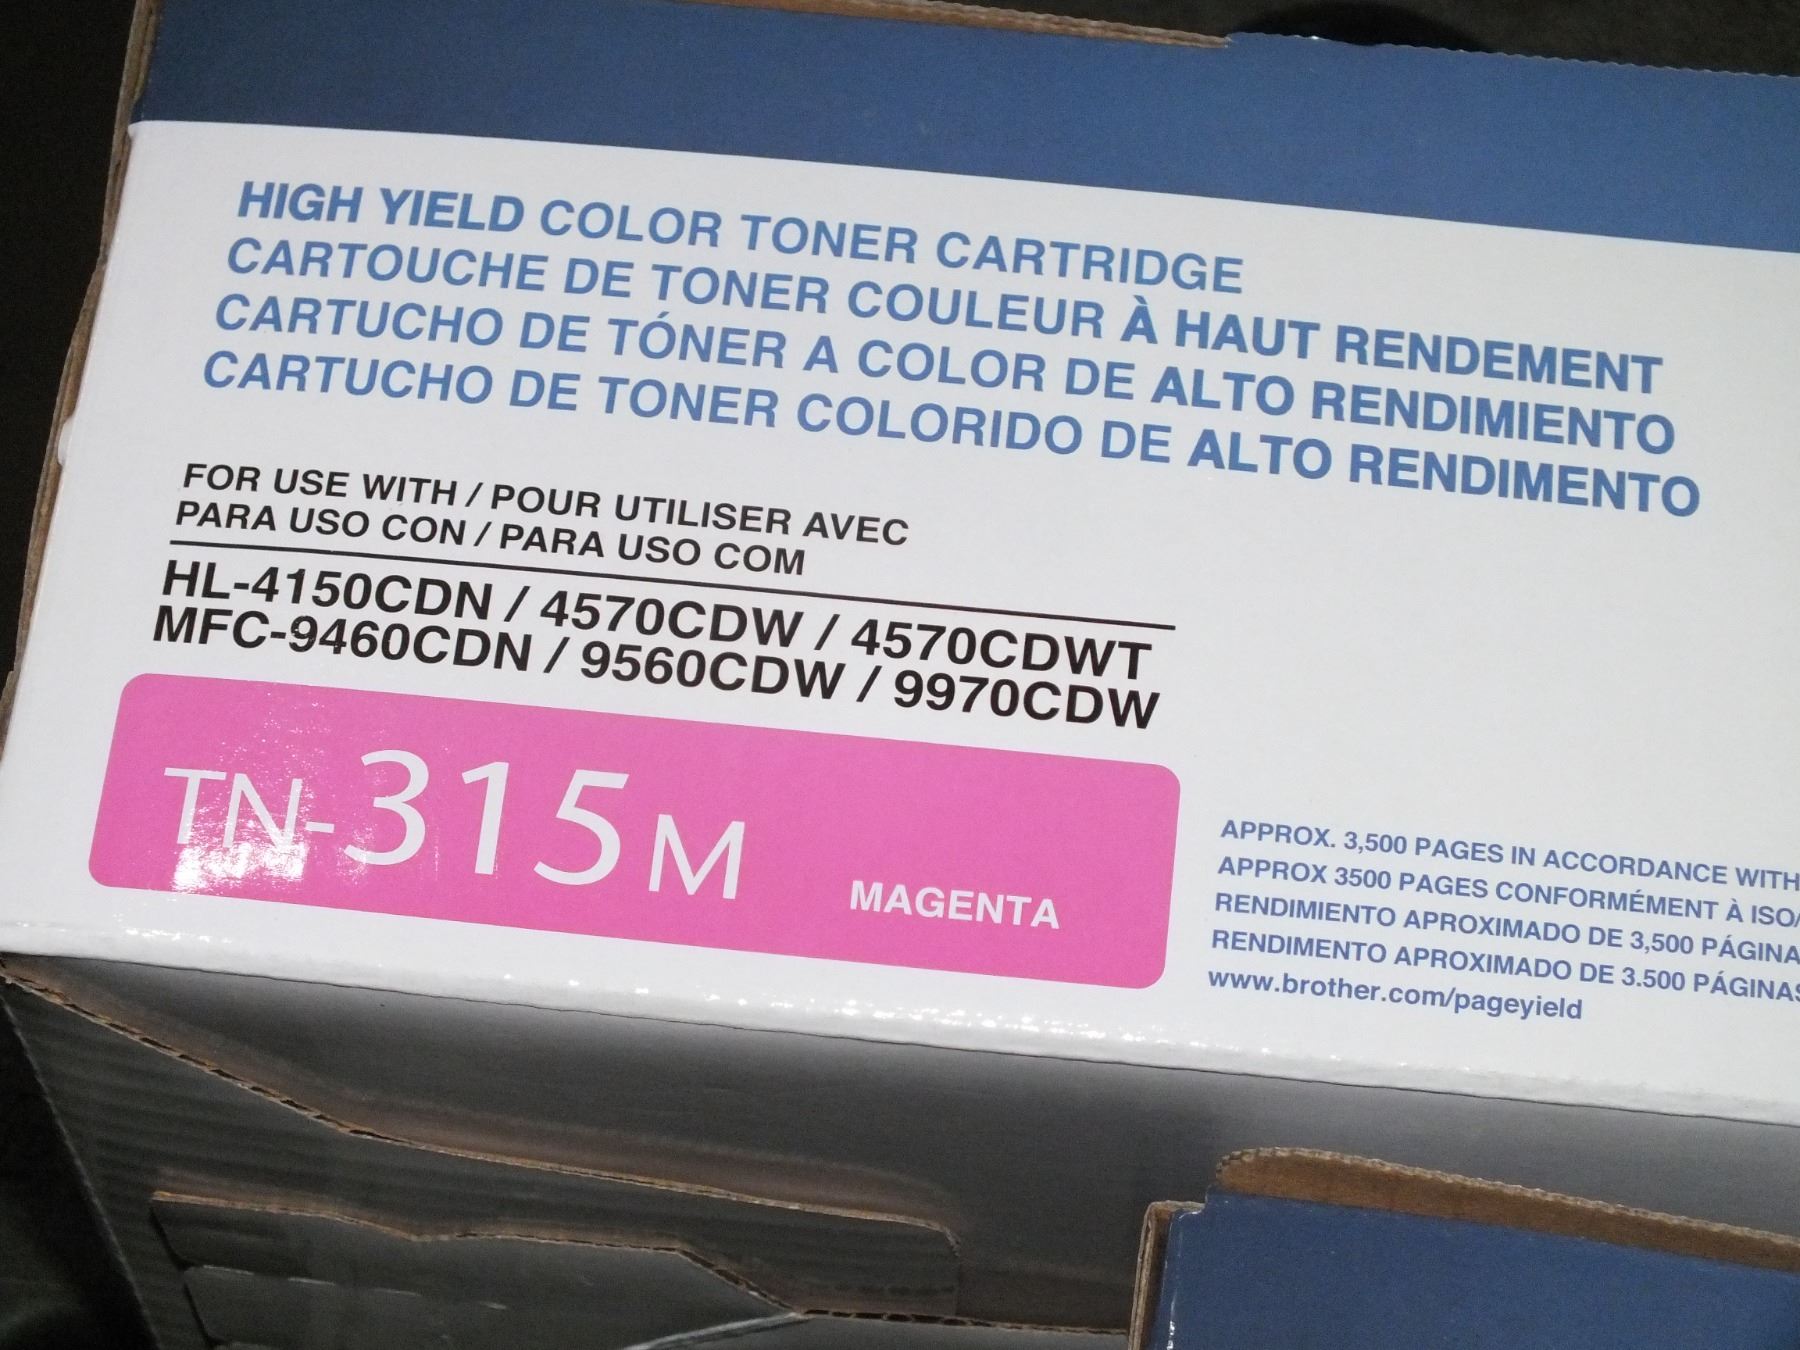 HIGH YIELD COLOR TONER CARTRIDGE
CARTOUCHE DE TONER COULEUR À HAUT RENDEMENT
CARTUCHO DE TÓNER A COLOR DE ALTO RENDIMIENTO
CARTUCHO DE TONER COLORIDO DE ALTO RENDIMENTO
FOR USE WITH / POUR UTILISER AVEC
PARA USO CON / PARA USO COM
HL-4150CDN / 4570CDW / 4570CDWT
MFC-9460CDN / 9560CDW / 9970CDW
TN-315M MAGENTA
APPROX. 3,500 PAGES IN ACCORDANCE WITH
APPROX 3500 PAGES CONFORMÉMENT À ISO/
RENDIMIENTO APROXIMADO DE 3,500 PÁGINA
RENDIMENTO APROXIMADO DE 3.500 PÁGINAS
www.brother.com/pageyield